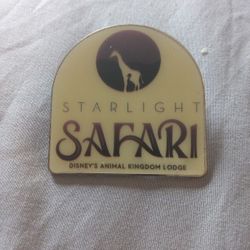 STARLIGHT
SAFARI
DISNEY'S ANIMAL KINGDOM LODGE